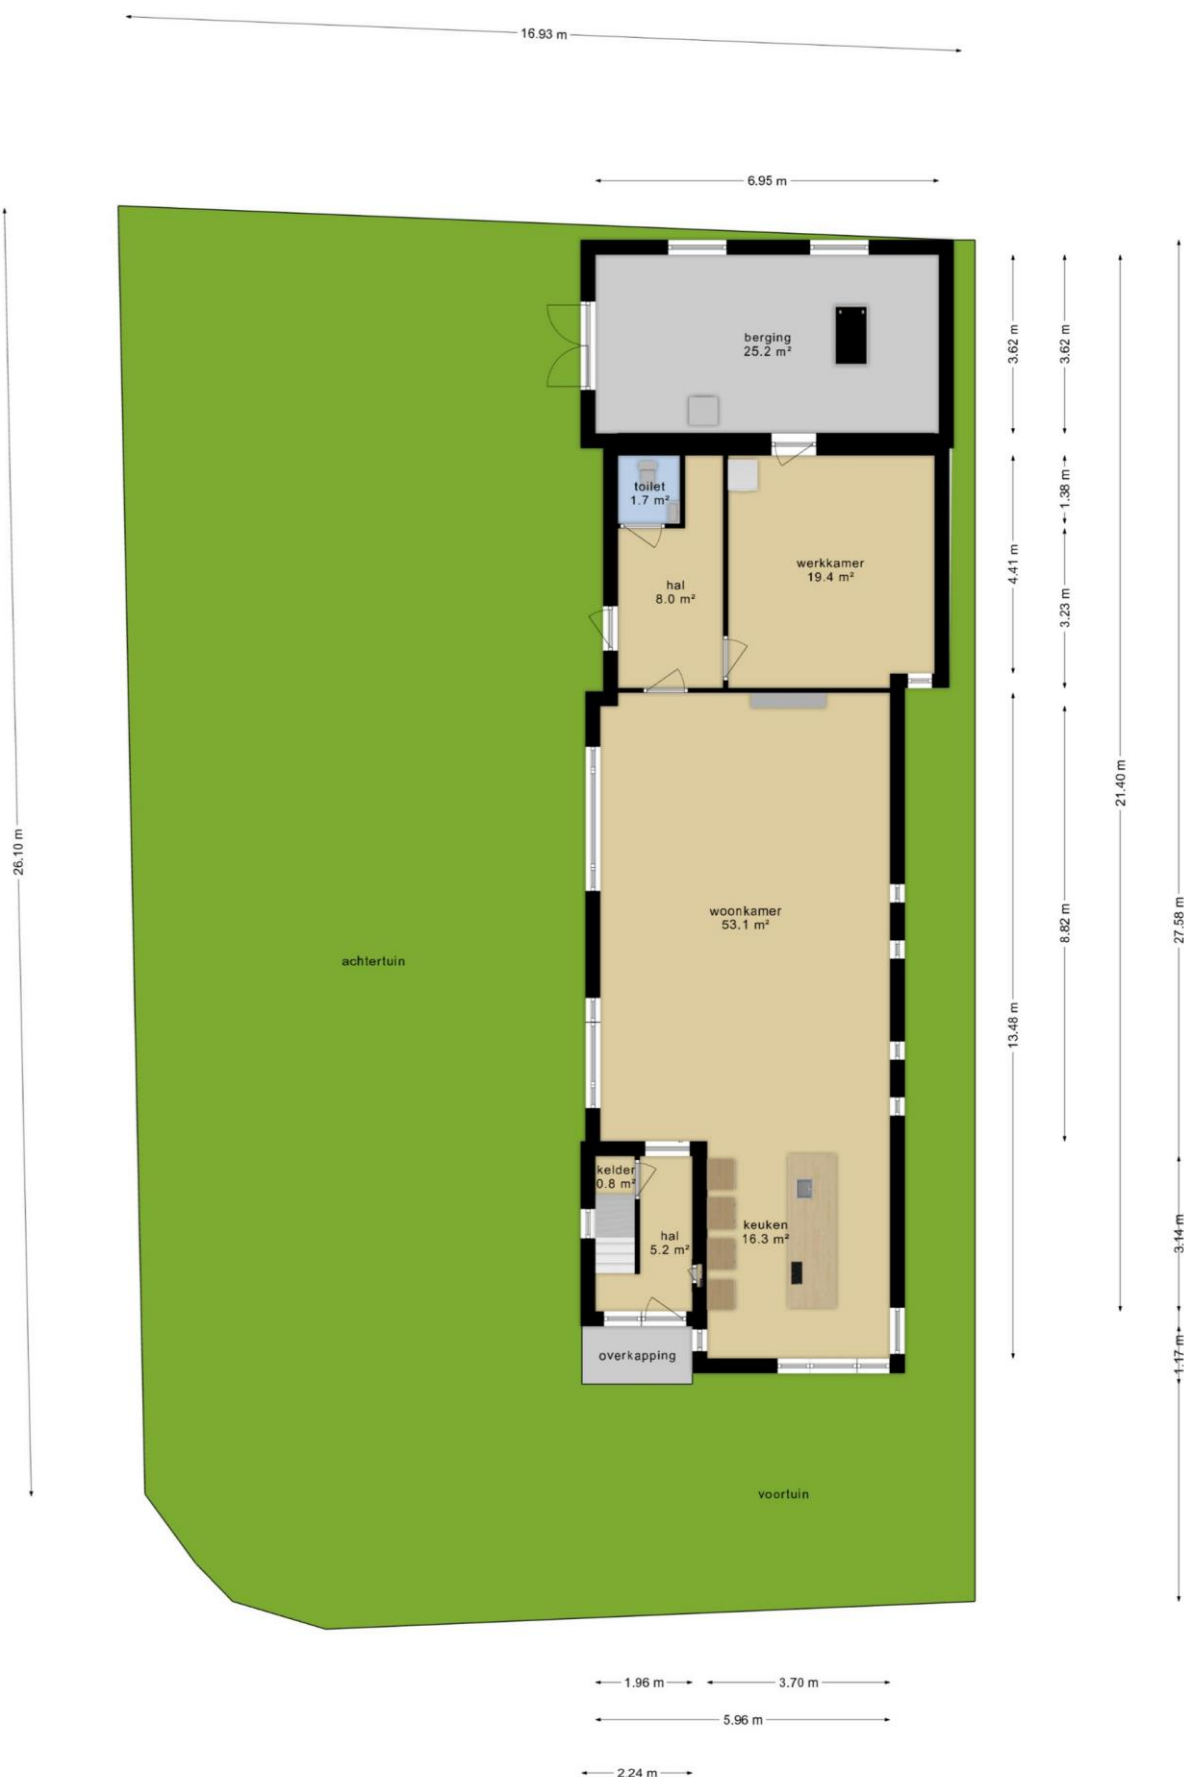 16.93 m
6.95 m
berging
25.2 m²
3.62 m
3.62 m
toilet
1.7 m²
1.38 m
werkkamer
19.4 m²
hal
8.0 m²
4.41 m
3.23 m
21.40 m
26.10 m
woonkamer
53.1 m²
8.82 m
27.58 m
achtertuin
13.48 m
kelder
0.8 m²
keuken
16.3 m²
hal
5.2 m²
3.14 m
overkapping
1.17 m
voortuin
1.96 m
3.70 m
5.96 m
2.24 m